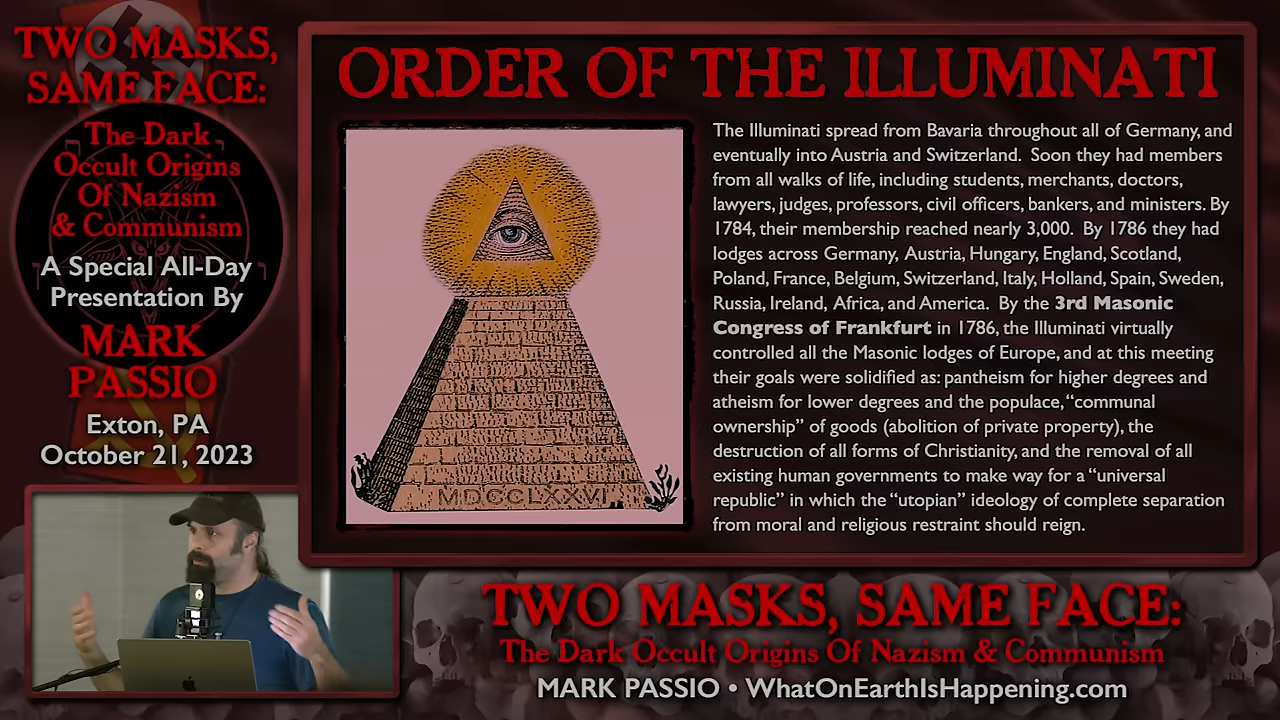 TWO MASKS,
SAME FACE:
The Dark
Occult Origins
Of Nazism
& Communism
A Special All-Day
Presentation By
MARK
PASSIO
Exton, PA
October 21, 2023
ORDER OF THE ILLUMINATI
MDCCLXXVI
The Illuminati spread from Bavaria throughout all of Germany, and
eventually into Austria and Switzerland. Soon they had members
from all walks of life, including students, merchants, doctors,
lawyers, judges, professors, civil officers, bankers, and ministers. By
1784, their membership reached nearly 3,000. By 1786 they had
lodges across Germany, Austria, Hungary, England, Scotland,
Poland, France, Belgium, Switzerland, Italy, Holland, Spain, Sweden,
Russia, Ireland, Africa, and America. By the 3rd Masonic
Congress of Frankfurt in 1786, the Illuminati virtually
controlled all the Masonic lodges of Europe, and at this meeting
their goals were solidified as: pantheism for higher degrees and
atheism for lower degrees and the populace, “communal
ownership” of goods (abolition of private property), the
destruction of all forms of Christianity, and the removal of all
existing human governments to make way for a “universal
republic” in which the “utopian” ideology of complete separation
from moral and religious restraint should reign.
TWO MASKS, SAME FACE:
The Dark Occult Origins Of Nazism & Communism
MARK PASSIO • WhatOnEarthIsHappening.com